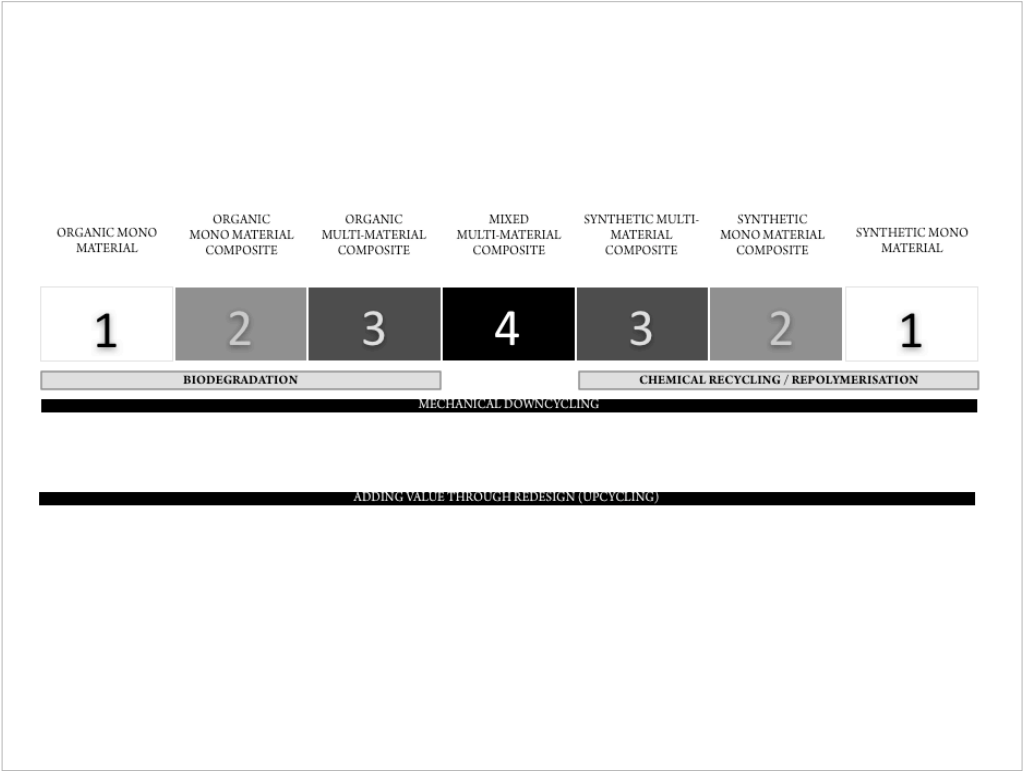 ORGANIC MONO
MATERIAL
ORGANIC
MONO MATERIAL
COMPOSITE
ORGANIC
MULTI-MATERIAL
COMPOSITE
MIXED
MULTI-MATERIAL
COMPOSITE
SYNTHETIC MULTI-
MATERIAL
COMPOSITE
SYNTHETIC
MONO MATERIAL
COMPOSITE
SYNTHETIC MONO
MATERIAL
1
2
3
4
3
2
1
BIODEGRADATION
CHEMICAL RECYCLING / REPOLYMERISATION
MECHANICAL DOWNCYCLING
ADDING VALUE THROUGH REDESIGN (UPCYCLING)